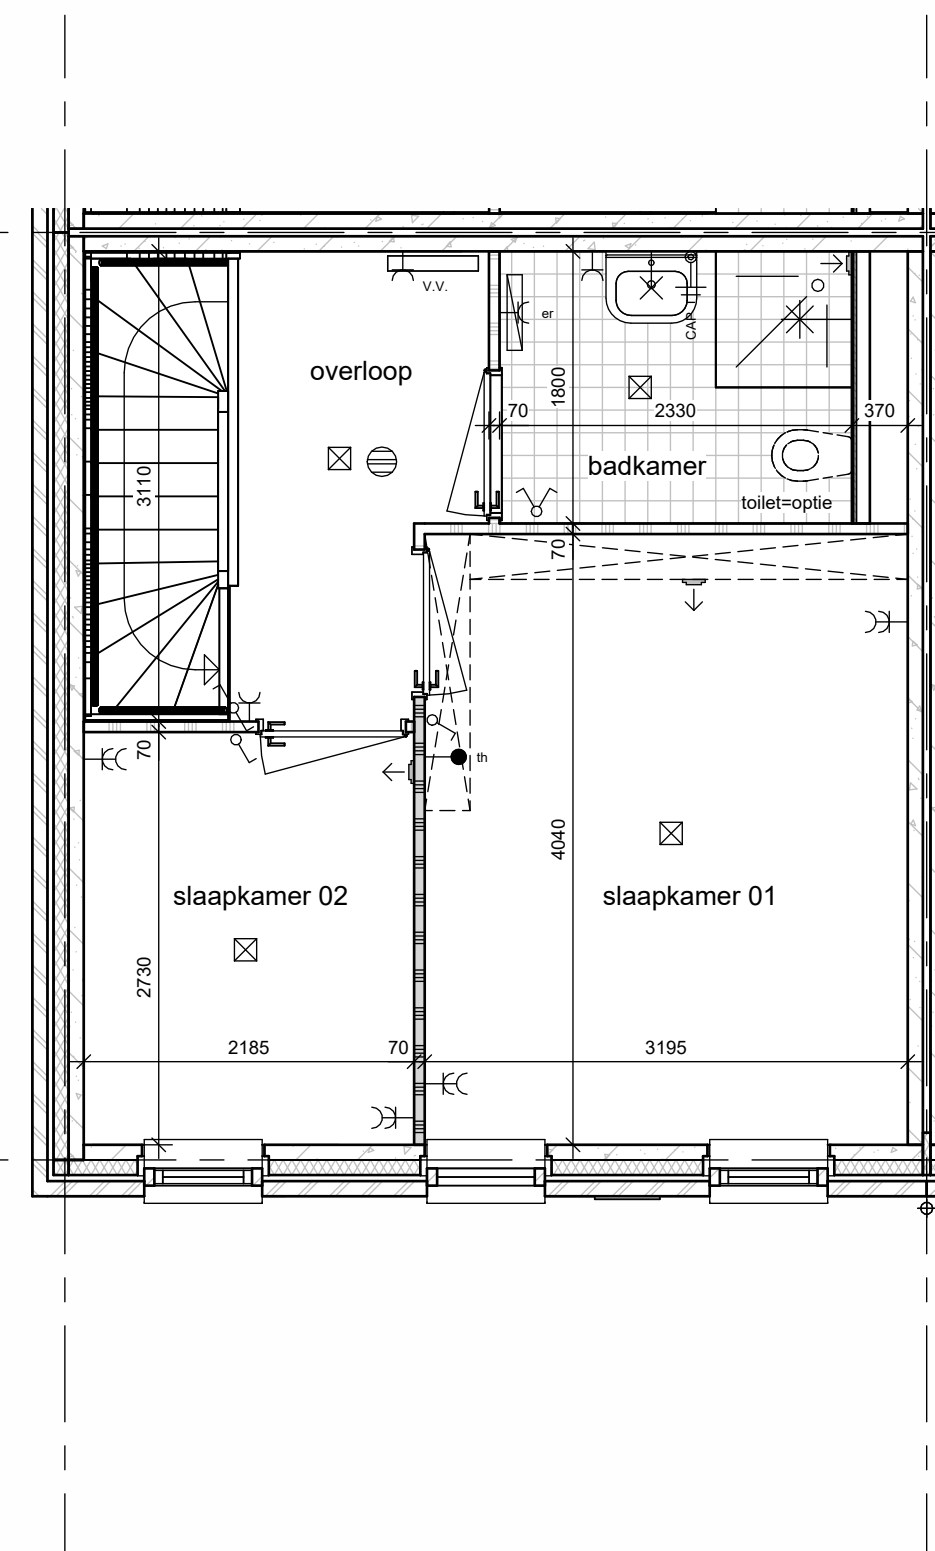 V.V.
er
CAP
overloop
1800
70
2330
370
badkamer
3110
toilet=optie
70
70
th
4040
slaapkamer 02
slaapkamer 01
2730
2185
70
3195